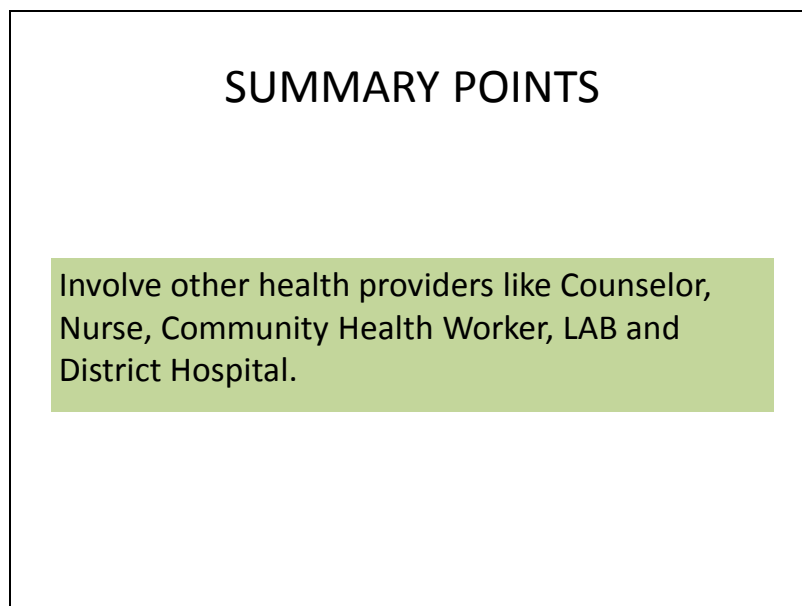 SUMMARY POINTS
Involve other health providers like Counselor,
Nurse, Community Health Worker, LAB and
District Hospital.